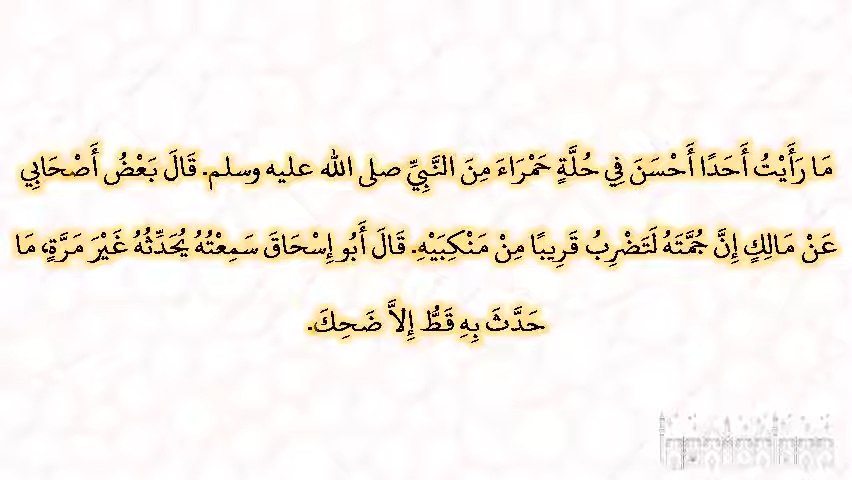 مَا رَأَيْتُ أَحَدًا أَحْسَنَ فِي حُلَّةٍ حَمْرَاءَ مِنَ النَّبِيِّ صلى الله عليه وسلم. قَالَ بَعْضُ أَصْحَابِي
عَنْ مَالِكٍ إِنَّ جُمَّتَهُ لَتَضْرِبُ قَرِيبًا مِنْ مَنْكِبَيْهِ. قَالَ أَبُو إِسْحَاقَ سَمِعْتُهُ يُحَدِّثُهُ غَيْرَ مَرَّةٍ، مَا
حَدَّثَ بِهِ قَطُّ إِلاَّ ضَحِكَ.